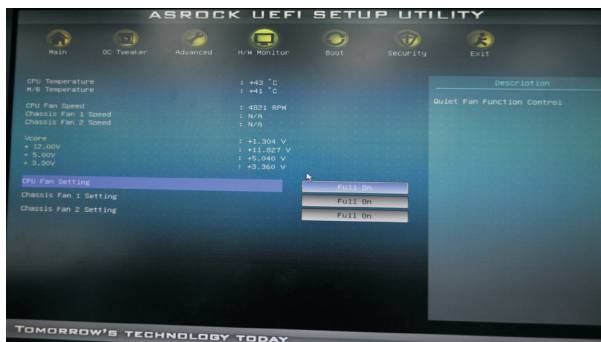 ASROCK UEFI SETUP UTILITY
Main OC Tweaker Advanced H/W Monitor Boot Security Exit
CPU Temperature : +43 °C
M/B Temperature : +41 °C
CPU Fan Speed : 4821 RPM
Chassis Fan 1 Speed : N/A
Chassis Fan 2 Speed : N/A
Vcore : +1.304 V
+ 12.00V : +11.827 V
+ 5.00V : +5.040 V
+ 3.30V : +3.360 V
CPU Fan Setting Full On
Chassis Fan 1 Setting Full On
Chassis Fan 2 Setting Full On
Description
Quiet Fan Function Control
TOMORROW'S TECHNOLOGY TODAY